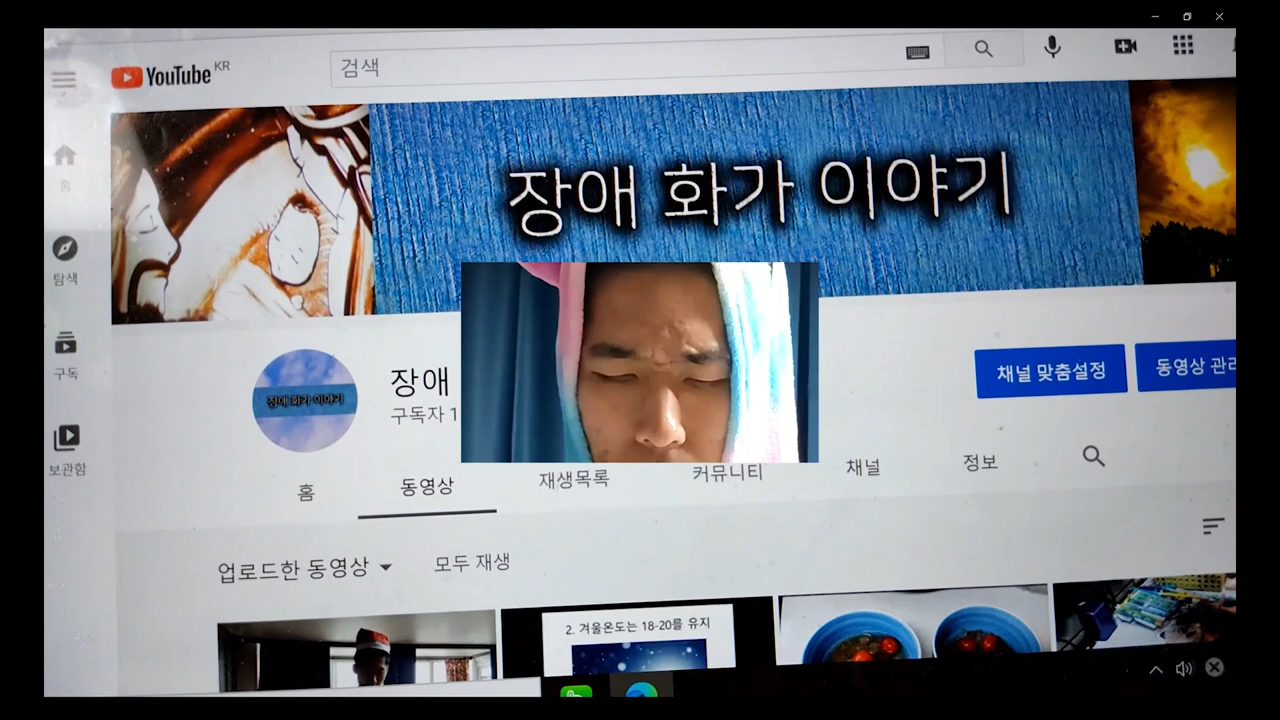 YouTube KR
검색
홈
탐색
구독
보관함
장애 화가 이야기
장애 화가 이야기
장애
구독자 1
채널 맞춤설정
동영상 관리
홈
동영상
재생목록
커뮤니티
채널
정보
업로드한 동영상
모두 재생
2. 겨울온도는 18-20를 유지